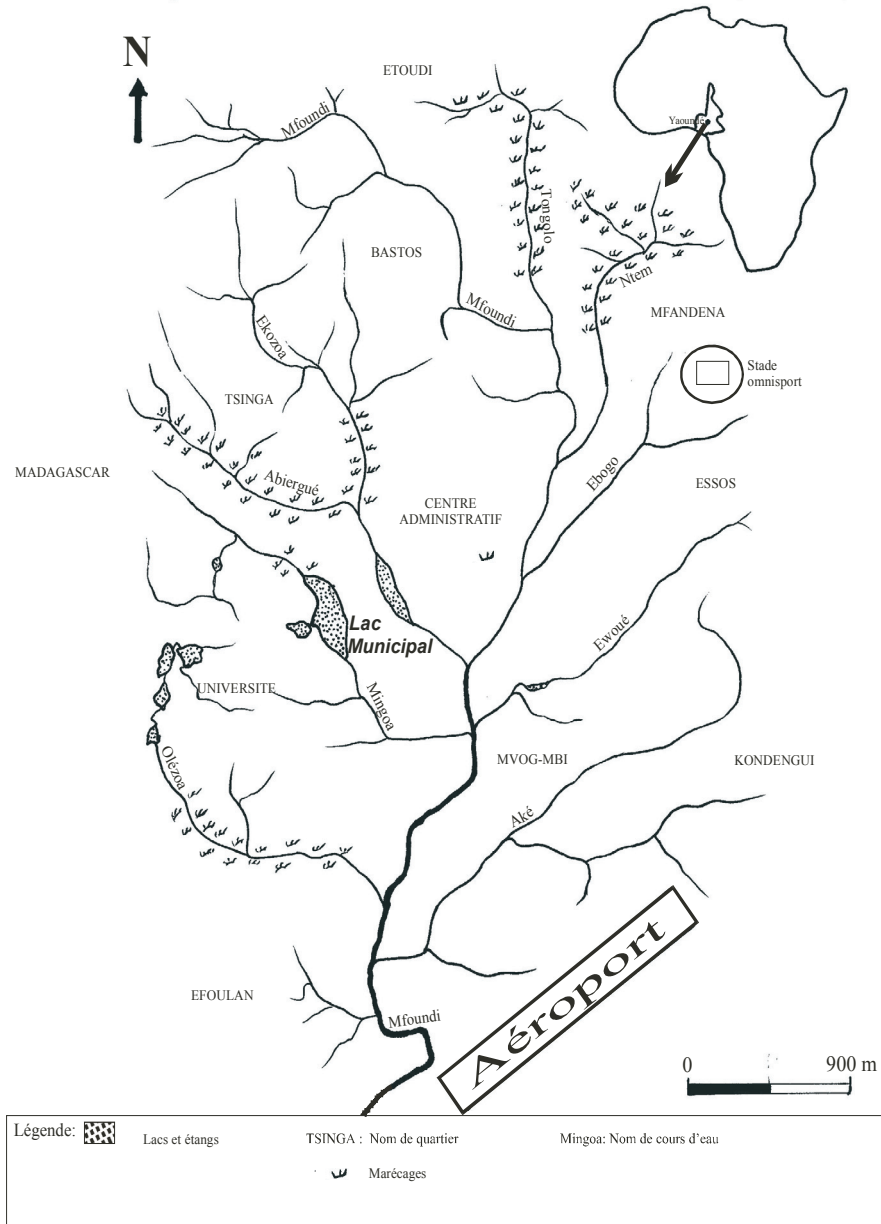 N
ETOUDI
Mfoundi
Yaoundé
Tongolo
BASTOS
Ntem
Mfoundi
MFANDENA
Ekozoa
Stade
omnisport
TSINGA
MADAGASCAR
Abiergué
Ebogo
ESSOS
CENTRE
ADMINISTRATIF
Lac
Municipal
Ewoué
UNIVERSITE
Mingoa
Olézoa
MVOG-MBI
KONDENGUI
Aké
Aéroport
EFOULAN
Mfoundi
0 900 m
Légende:
Lacs et étangs
TSINGA : Nom de quartier
Mingoa: Nom de cours d'eau
Marécages